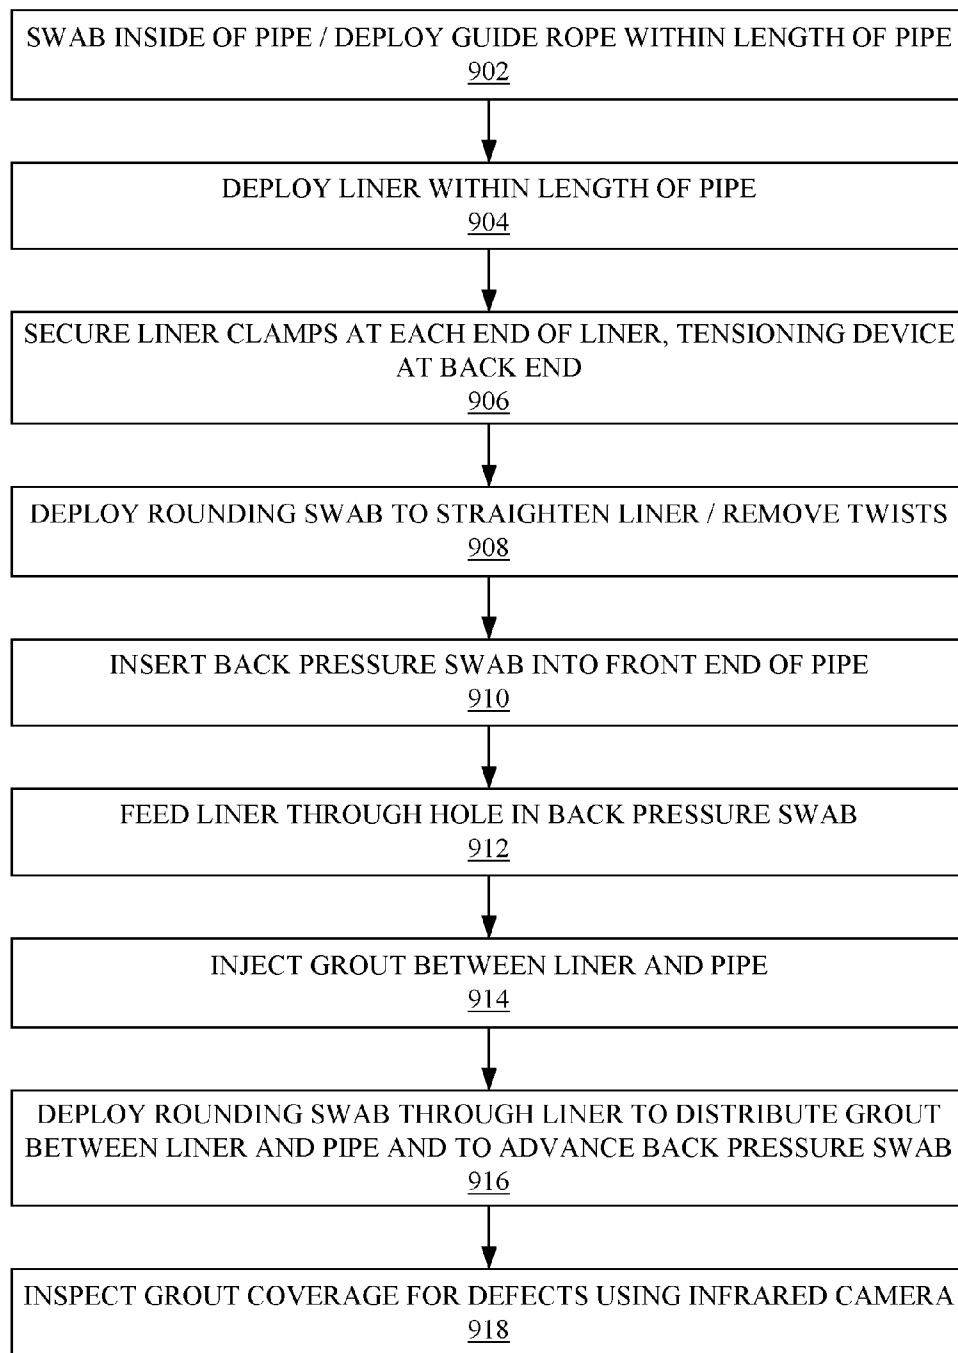 SWAB INSIDE OF PIPE / DEPLOY GUIDE ROPE WITHIN LENGTH OF PIPE
902
DEPLOY LINER WITHIN LENGTH OF PIPE
904
SECURE LINER CLAMPS AT EACH END OF LINER, TENSIONING DEVICE
AT BACK END
906
DEPLOY ROUNDING SWAB TO STRAIGHTEN LINER / REMOVE TWISTS
908
INSERT BACK PRESSURE SWAB INTO FRONT END OF PIPE
910
FEED LINER THROUGH HOLE IN BACK PRESSURE SWAB
912
INJECT GROUT BETWEEN LINER AND PIPE
914
DEPLOY ROUNDING SWAB THROUGH LINER TO DISTRIBUTE GROUT
BETWEEN LINER AND PIPE AND TO ADVANCE BACK PRESSURE SWAB
916
INSPECT GROUT COVERAGE FOR DEFECTS USING INFRARED CAMERA
918